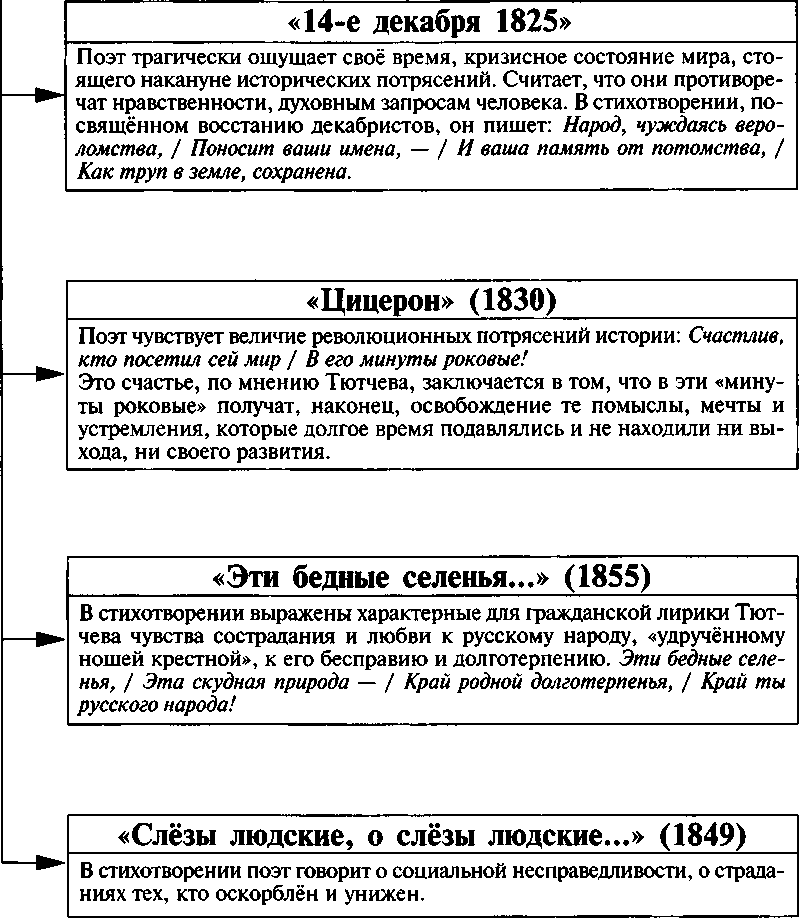 «14-е декабря 1825»
Поэт трагически ощущает своё время, кризисное состояние мира, сто-
ящего накануне исторических потрясений. Считает, что они противоре-
чат нравственности, духовным запросам человека. В стихотворении, по-
свящённом восстанию декабристов, он пишет: Народ, чуждаясь веро-
ломства, / Поносит ваши имена, — / И ваша память от потомства, /
Как труп в земле, сохранена.
«Цицерон» (1830)
Поэт чувствует величие революционных потрясений истории: Счастлив,
кто посетил сей мир / В его минуты роковые!
Это счастье, по мнению Тютчева, заключается в том, что в эти «мину-
ты роковые» получат, наконец, освобождение те помыслы, мечты и
устремления, которые долгое время подавлялись и не находили ни вы-
хода, ни своего развития.
«Эти бедные селенья...» (1855)
В стихотворении выражены характерные для гражданской лирики Тют-
чева чувства сострадания и любви к русскому народу, «удручённому
ношей крестной», к его бесправию и долготерпению. Эти бедные селе-
нья, / Эта скудная природа — / Край родной долготерпенья, / Край ты
русского народа!
«Слёзы людские, о слёзы людские...» (1849)
В стихотворении поэт говорит о социальной несправедливости, о страда-
ниях тех, кто оскорблён и унижен.